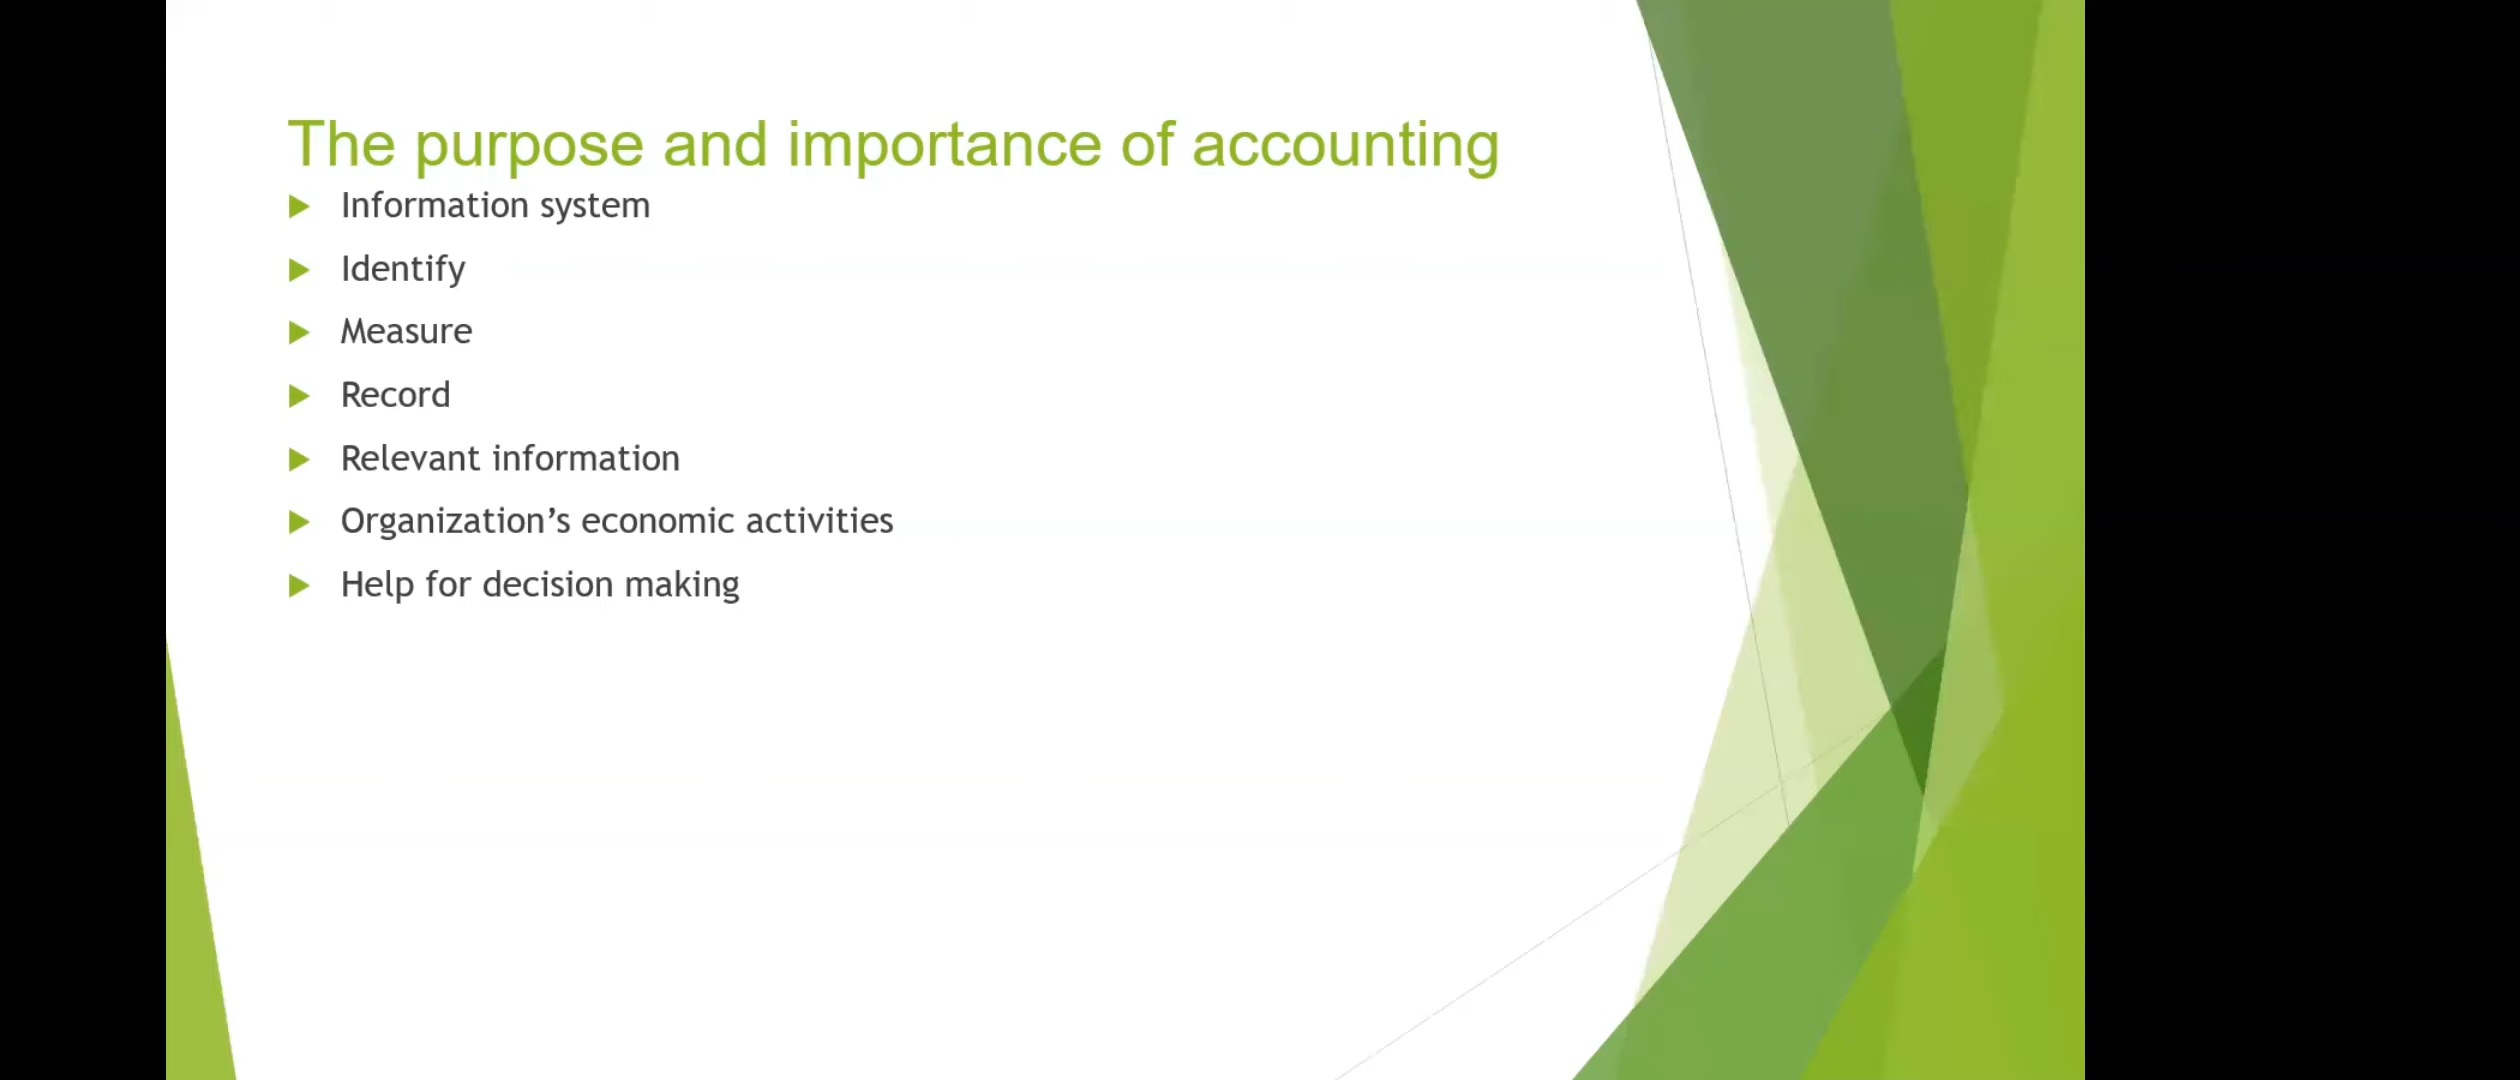 The purpose and importance of accounting
Information system
Identify
Measure
Record
Relevant information
Organization’s economic activities
Help for decision making